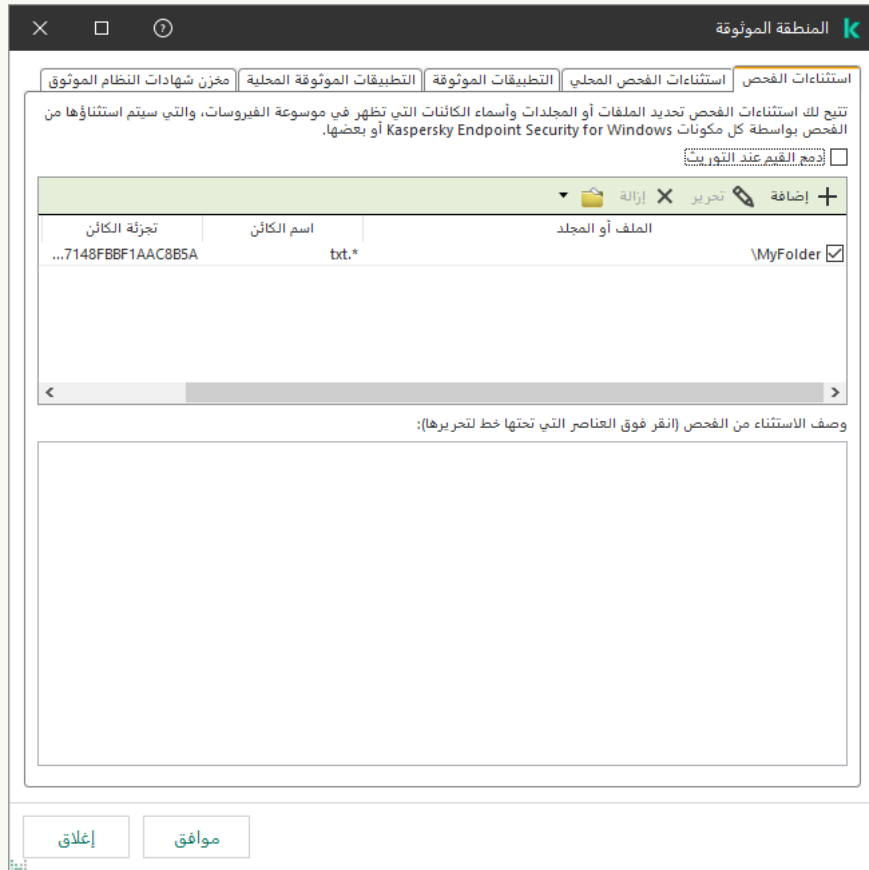 المنطقة الموثوقة
استثناءات الفحص
استثناءات الفحص المحلي
التطبيقات الموثوقة
التطبيقات الموثوقة المحلية
مخزن شهادات النظام الموثوق
تتيح لك استثناءات الفحص تحديد الملفات أو المجلدات وأسماء الكائنات التي تظهر في موسوعة الفيروسات، والتي سيتم استثناؤها من
الفحص بواسطة كل مكونات Kaspersky Endpoint Security for Windows أو بعضها.
دمج القيم عند التوريث
إضافة تحرير إزالة
الملف أو المجلد اسم الكائن تجزئة الكائن
\MyFolder txt.* ...7148FBBF1AAC8B5A
وصف الاستثناء من الفحص (انقر فوق العناصر التي تحتها خط لتحريرها):
موافق إغلاق